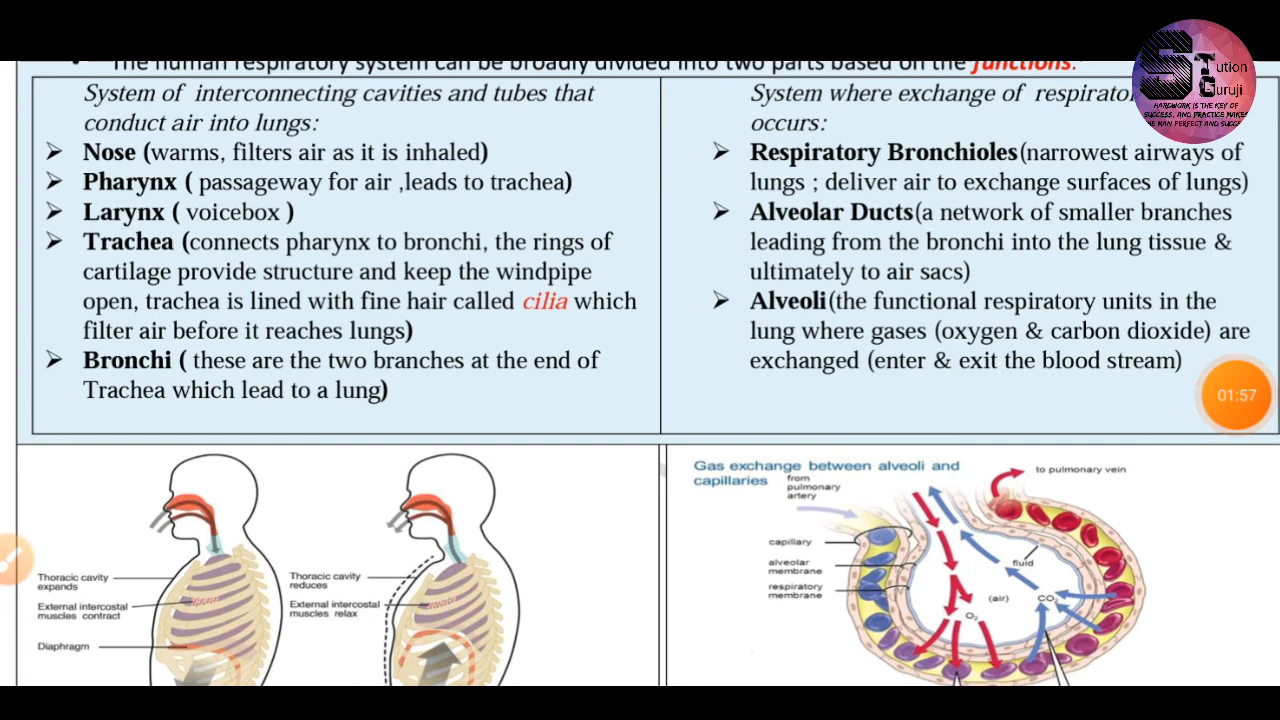 • The human respiratory system can be broadly divided into two parts based on the functions:
System of interconnecting cavities and tubes that
conduct air into lungs:
➢ Nose (warms, filters air as it is inhaled)
➢ Pharynx ( passageway for air ,leads to trachea)
➢ Larynx ( voicebox )
➢ Trachea (connects pharynx to bronchi, the rings of
cartilage provide structure and keep the windpipe
open, trachea is lined with fine hair called cilia which
filter air before it reaches lungs)
➢ Bronchi ( these are the two branches at the end of
Trachea which lead to a lung)
System where exchange of
occurs:
➢ Respiratory Bronchioles(narrowest airways of
lungs ; deliver air to exchange surfaces of lungs)
➢ Alveolar Ducts(a network of smaller branches
leading from the bronchi into the lung tissue &
ultimately to air sacs)
➢ Alveoli(the functional respiratory units in the
lung where gases (oxygen & carbon dioxide) are
exchanged (enter & exit the blood stream)
S Tution
Guruji
HARDWORK IS THE KEY OF
SUCCESS, AND PRACTICE MAKES
MAN PERFECT AND
01:57
Thoracic cavity
expands
External intercostal
muscles contract
Diaphragm
Thoracic cavity
reduces
External intercostal
muscles relax
Gas exchange between alveoli and
capillaries
from
pulmonary
artery
to pulmonary vein
capillary
alveolar
membrane
respiratory
membrane
fluid
(air)
CO₂
O₂